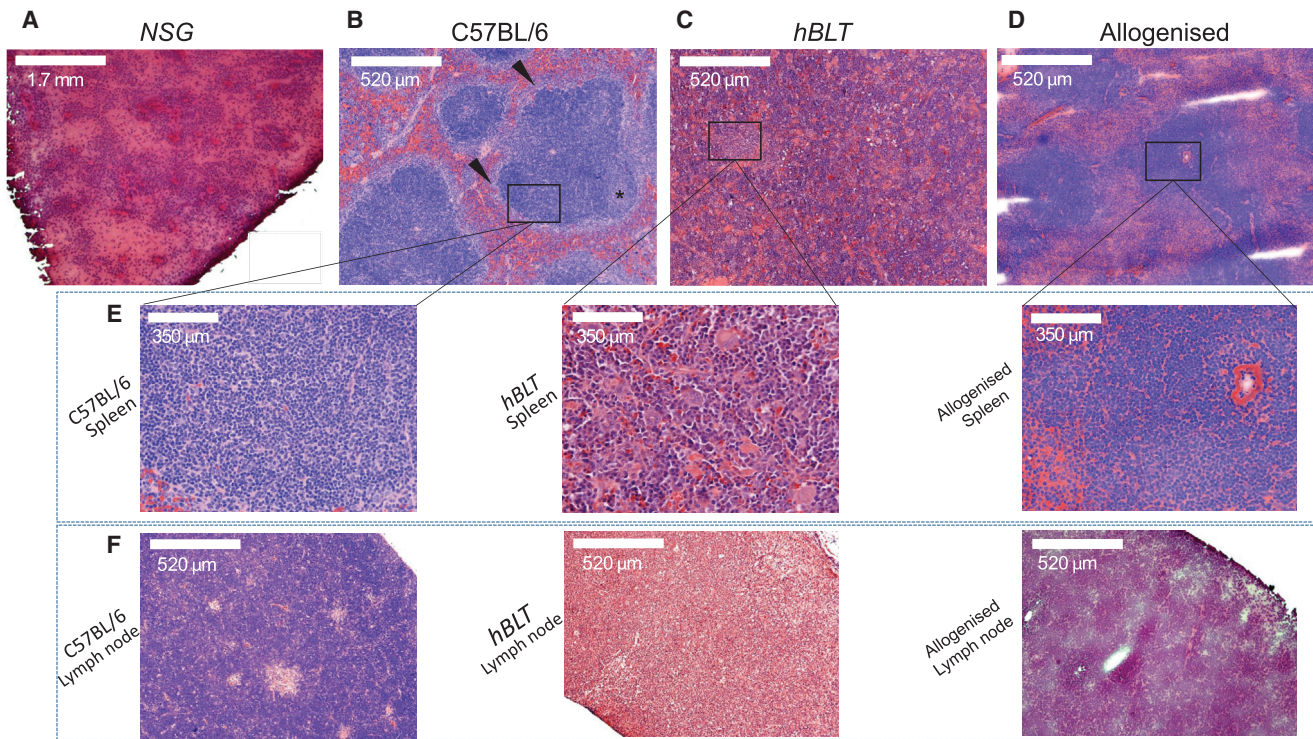 A
NSG
B
C57BL/6
C
hBLT
D
Allogenised
1.7 mm
520 µm
520 µm
520 µm
*
E
350 µm
350 µm
350 µm
C57BL/6
Spleen
hBLT
Spleen
Allogenised
Spleen
F
520 µm
520 µm
520 µm
C57BL/6
Lymph node
hBLT
Lymph node
Allogenised
Lymph node